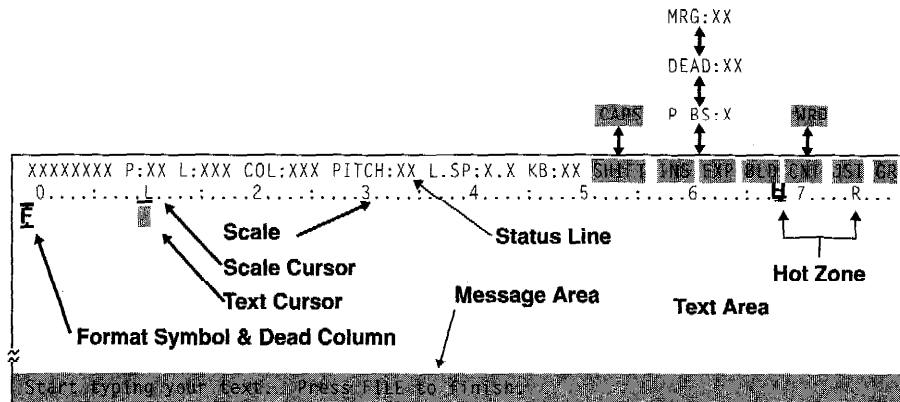 MRG:XX
DEAD:XX
CAPS P BS:X WRD
XXXXXXXX P:XX L:XXX COL:XXX PITCH:XX L.SP:X.X KB:XX SHIFT EXP BLD CNT JST GR
0.........L.........2.........3.........4.........5.........6.......H.7....R...
F
Scale
Status Line
Scale Cursor
Hot Zone
Text Cursor
Message Area
Text Area
Format Symbol & Dead Column
Start typing your text. Press FILE to finish.